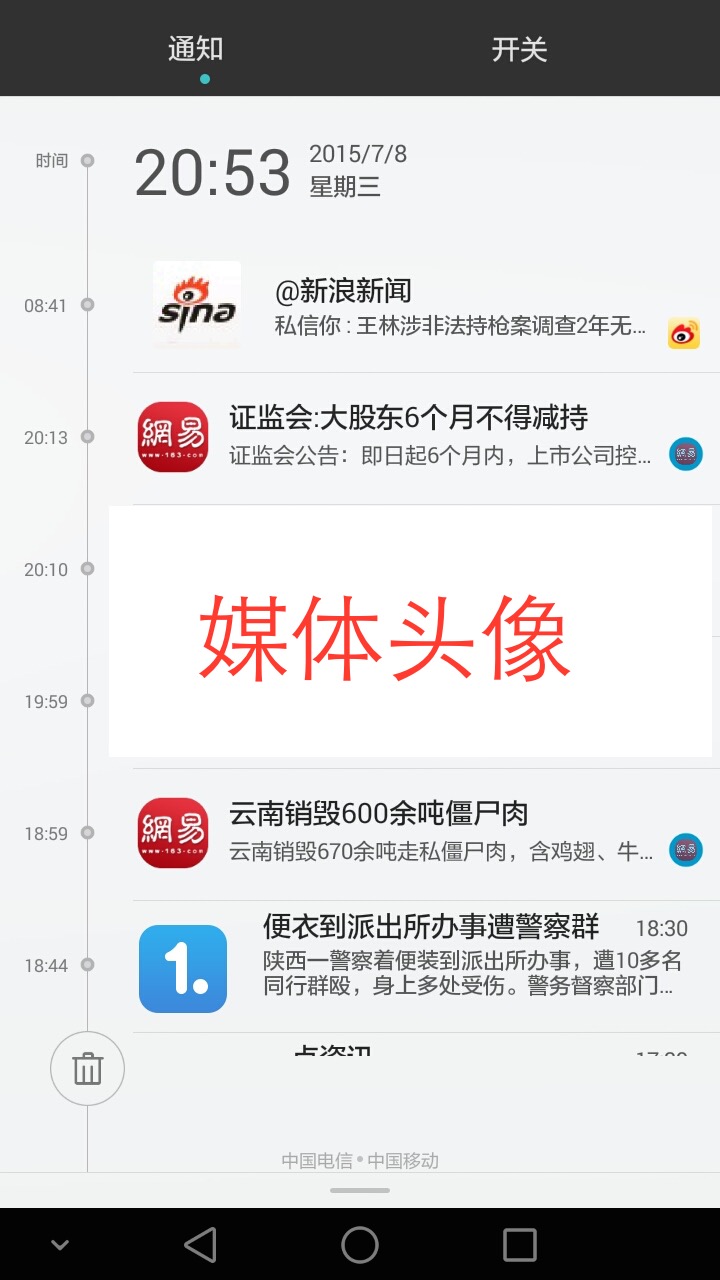 通知
开关
时间
20:53
2015/7/8
星期三
08:41
sina
@新浪新闻
私信你 : 王林涉非法持枪案调查2年无...
20:13
網易
www.163.com
证监会:大股东6个月不得减持
证监会公告：即日起6个月内，上市公司控...
網易
20:10
媒体头像
19:59
18:59
網易
www.163.com
云南销毁600余吨僵尸肉
云南销毁670余吨走私僵尸肉，含鸡翅、牛...
網易
18:44
1.
便衣到派出所办事遭警察群
18:30
陕西一警察着便装到派出所办事，遭10多名
同行群殴，身上多处受伤。警务督察部门...
点资讯
中国电信•中国移动